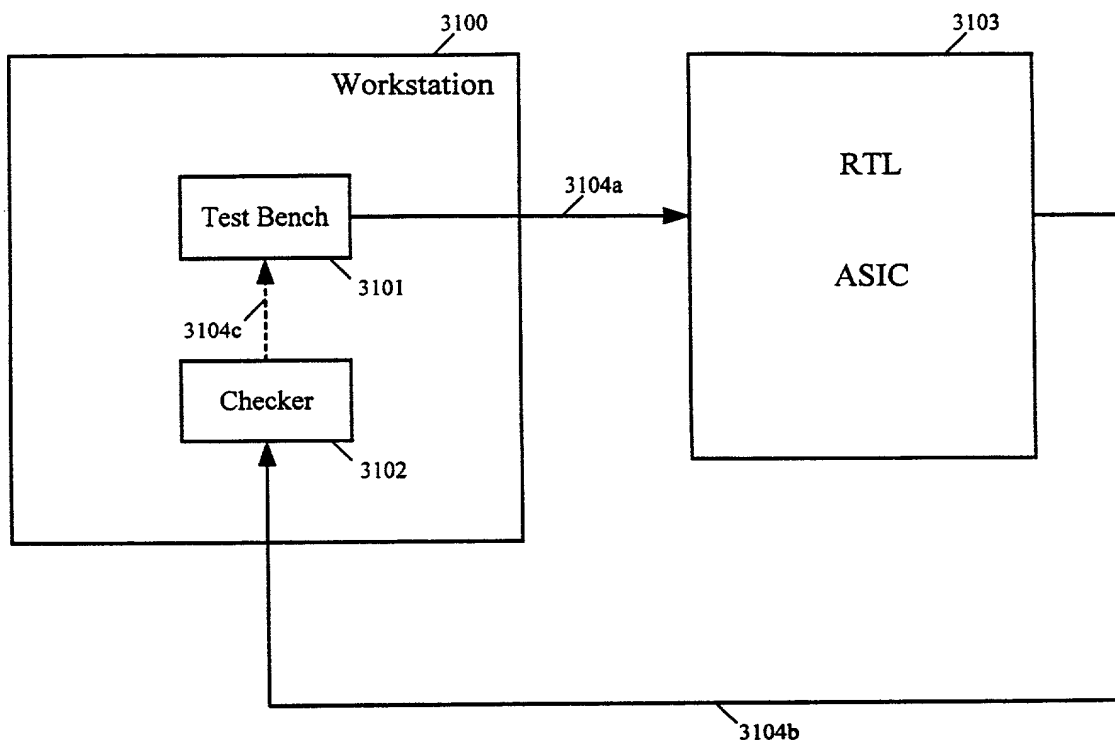 3100
3103
Workstation
RTL
3104a
Test Bench
ASIC
3101
3104c
Checker
3102
3104b